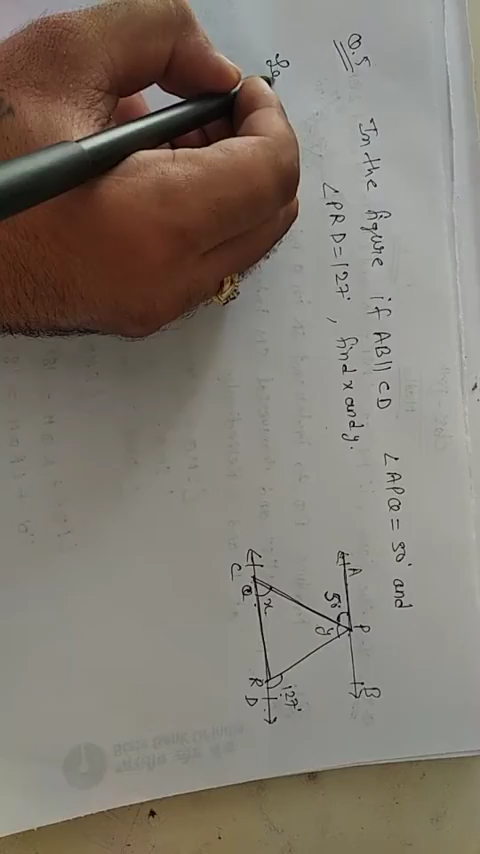 Q.5 In the figure if AB || CD ∠APQ = 50° and
∠PRD = 127°, find x and y.
A P B
50° y
x 127°
C Q R D